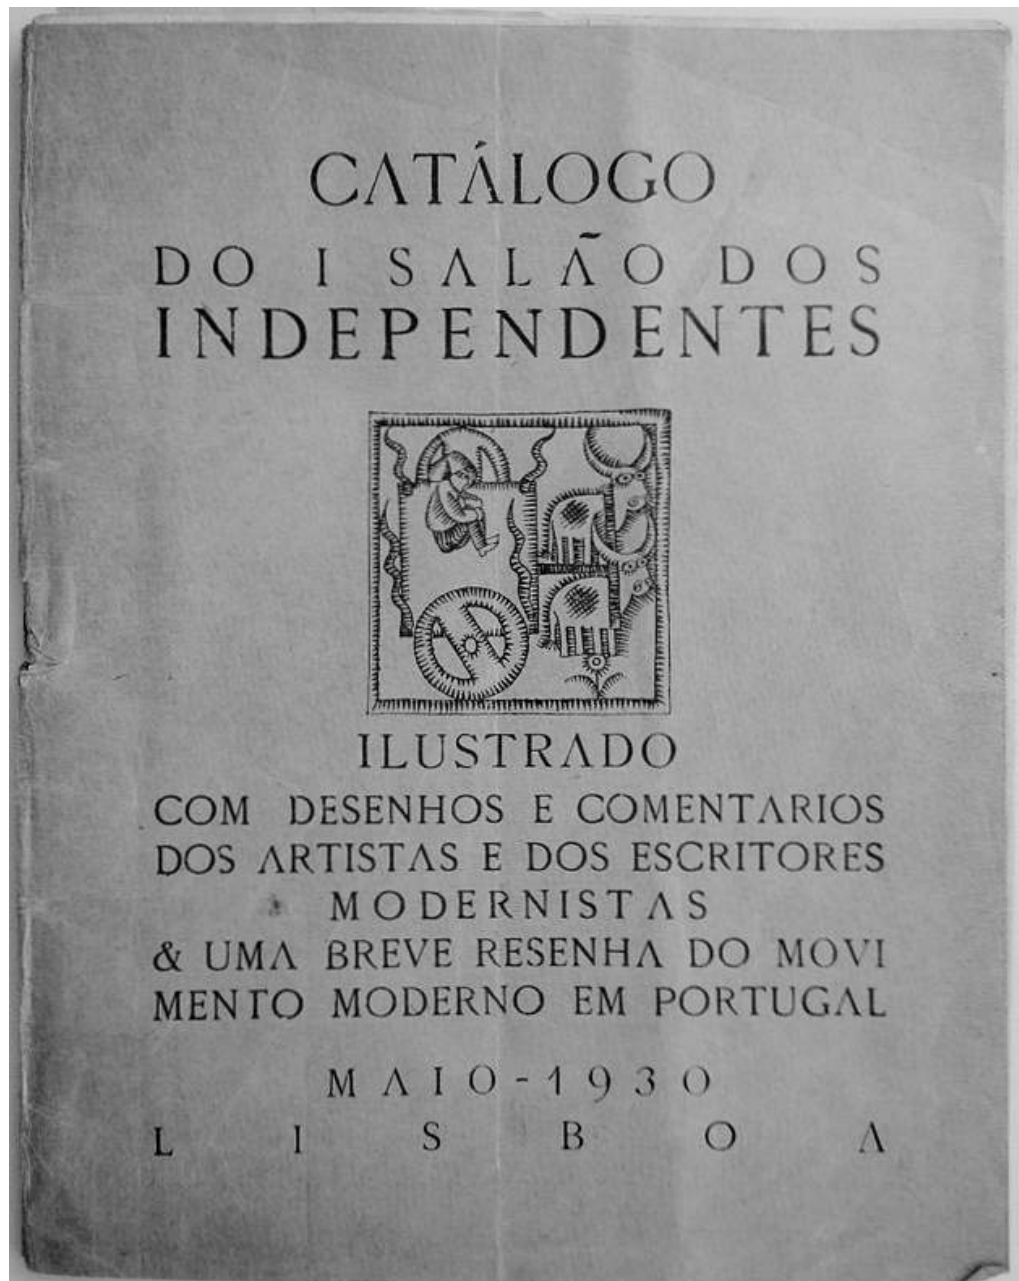 CATÁLOGO
DO I SALÃO DOS
INDEPENDENTES
ILUSTRADO
COM DESENHOS E COMENTARIOS
DOS ARTISTAS E DOS ESCRITORES
MODERNISTAS
& UMA BREVE RESENHA DO MOVI
MENTO MODERNO EM PORTUGAL
MAIO-1930
LISBOA